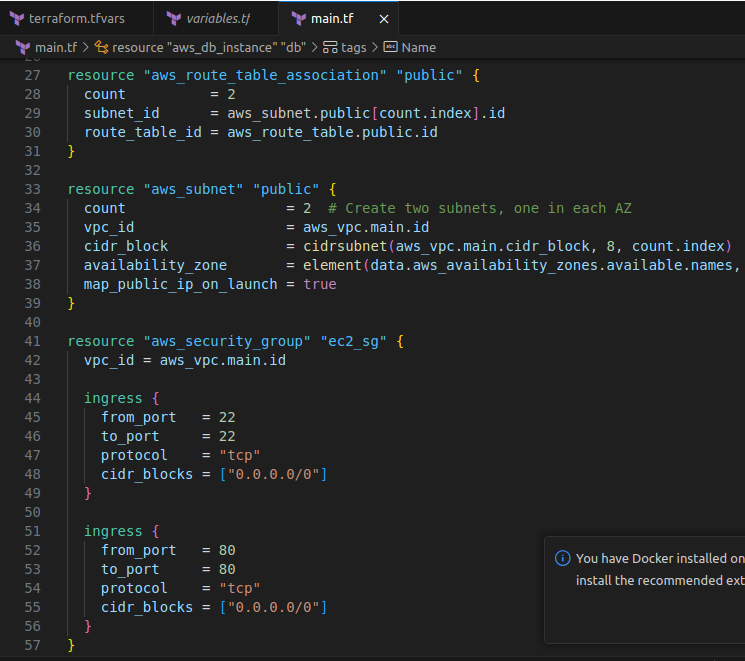 terraform.tfvars
variables.tf
main.tf
main.tf > resource "aws_db_instance" "db" > tags > Name
27 resource "aws_route_table_association" "public" {
28   count          = 2
29   subnet_id      = aws_subnet.public[count.index].id
30   route_table_id = aws_route_table.public.id
31 }
32
33 resource "aws_subnet" "public" {
34   count                   = 2  # Create two subnets, one in each AZ
35   vpc_id                  = aws_vpc.main.id
36   cidr_block              = cidrsubnet(aws_vpc.main.cidr_block, 8, count.index)
37   availability_zone       = element(data.aws_availability_zones.available.names,
38   map_public_ip_on_launch = true
39 }
40
41 resource "aws_security_group" "ec2_sg" {
42   vpc_id = aws_vpc.main.id
43
44   ingress {
45     from_port   = 22
46     to_port     = 22
47     protocol    = "tcp"
48     cidr_blocks = ["0.0.0.0/0"]
49   }
50
51   ingress {
52     from_port   = 80
53     to_port     = 80
54     protocol    = "tcp"
55     cidr_blocks = ["0.0.0.0/0"]
56   }
57 }
You have Docker installed on
install the recommended ext